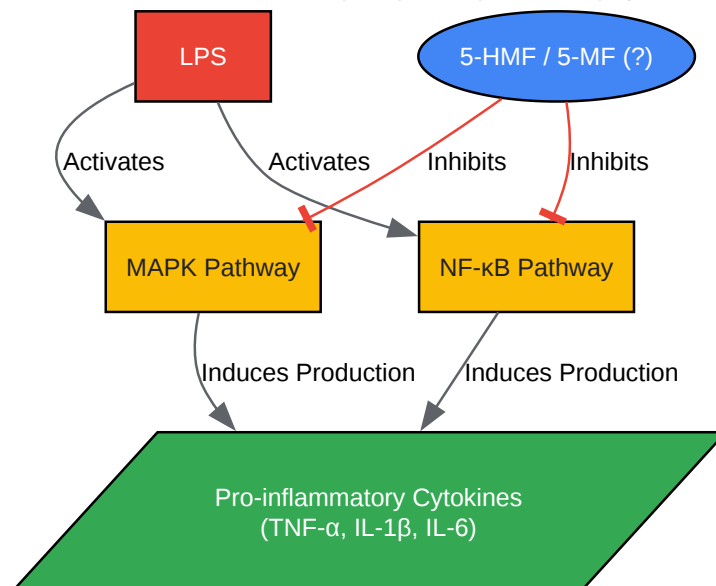 LPS
5-HMF / 5-MF (?)
Activates
Activates
Inhibits
Inhibits
MAPK Pathway
NF-κB Pathway
Induces Production
Induces Production
Pro-inflammatory Cytokines
(TNF-α, IL-1β, IL-6)